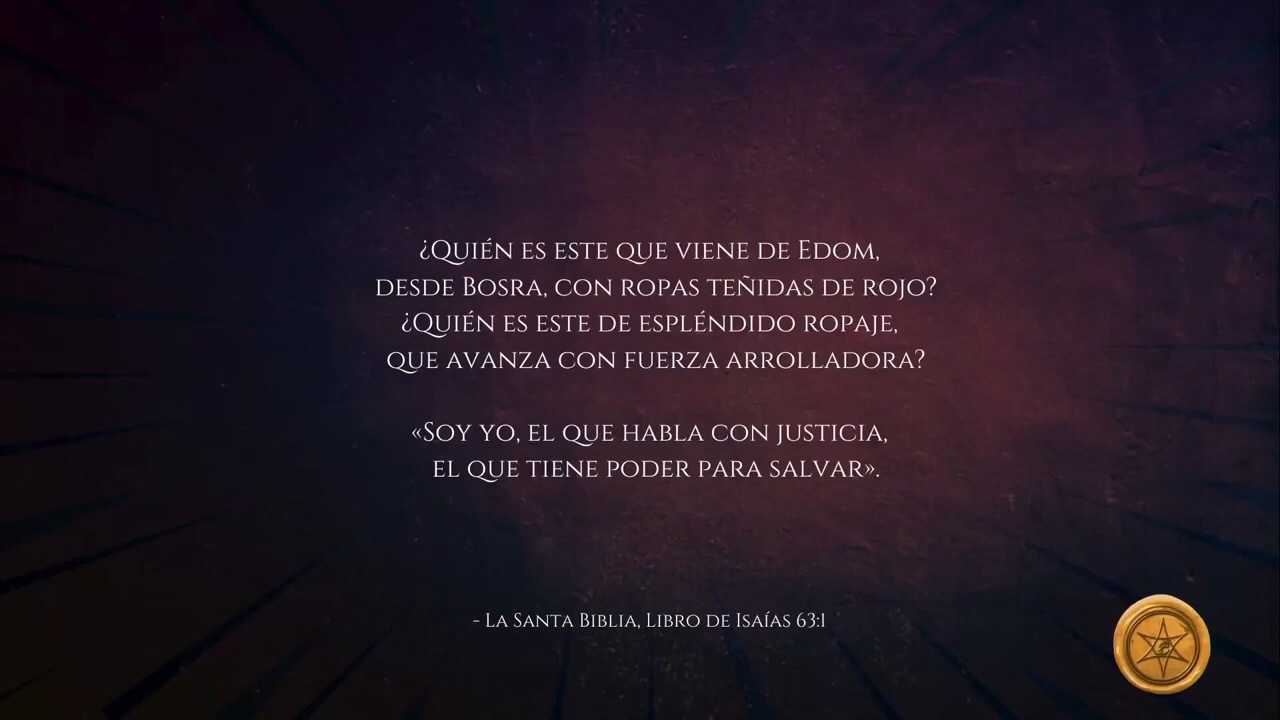 ¿Quién es este que viene de Edom,
desde Bosra, con ropas teñidas de rojo?
¿Quién es este de espléndido ropaje,
que avanza con fuerza arrolladora?
«Soy yo, el que habla con justicia,
el que tiene poder para salvar».
- La Santa Biblia, Libro de Isaías 63:1